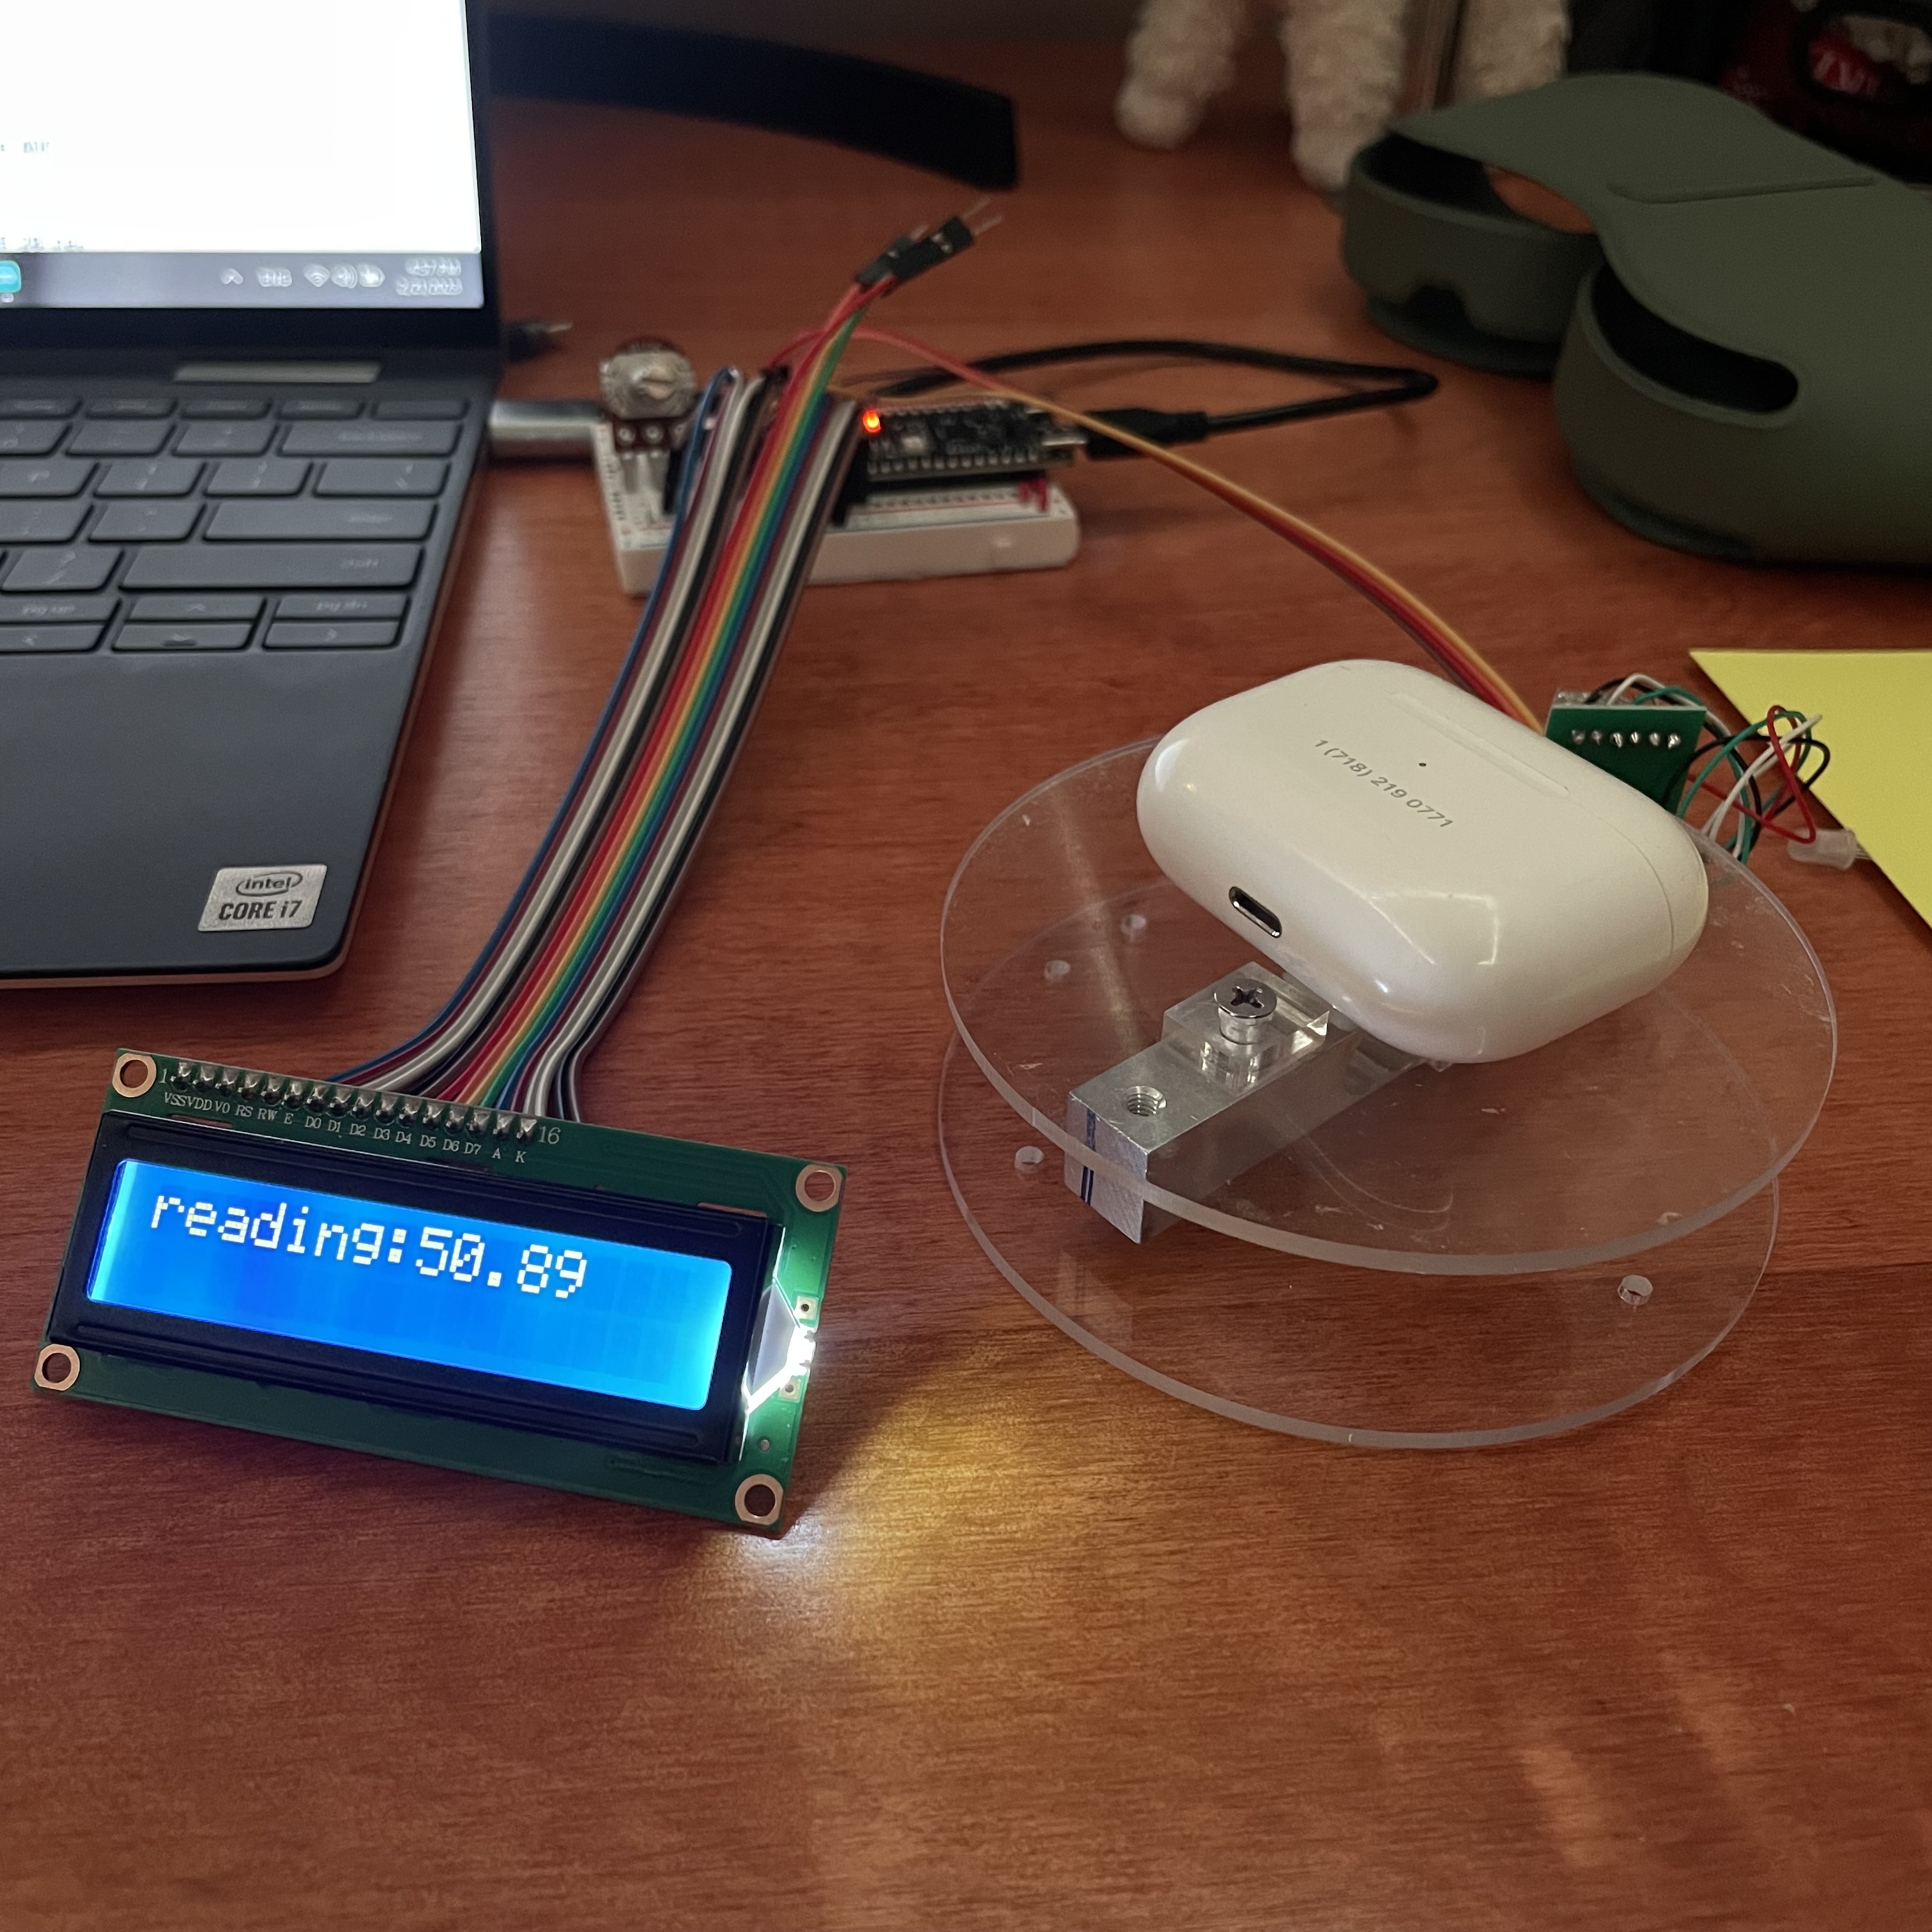 intel
CORE i7
1 (718) 219 0771
1
VSS VDD V0 RS RW E D0 D1 D2 D3 D4 D5 D6 D7 A K
16
reading:50.89